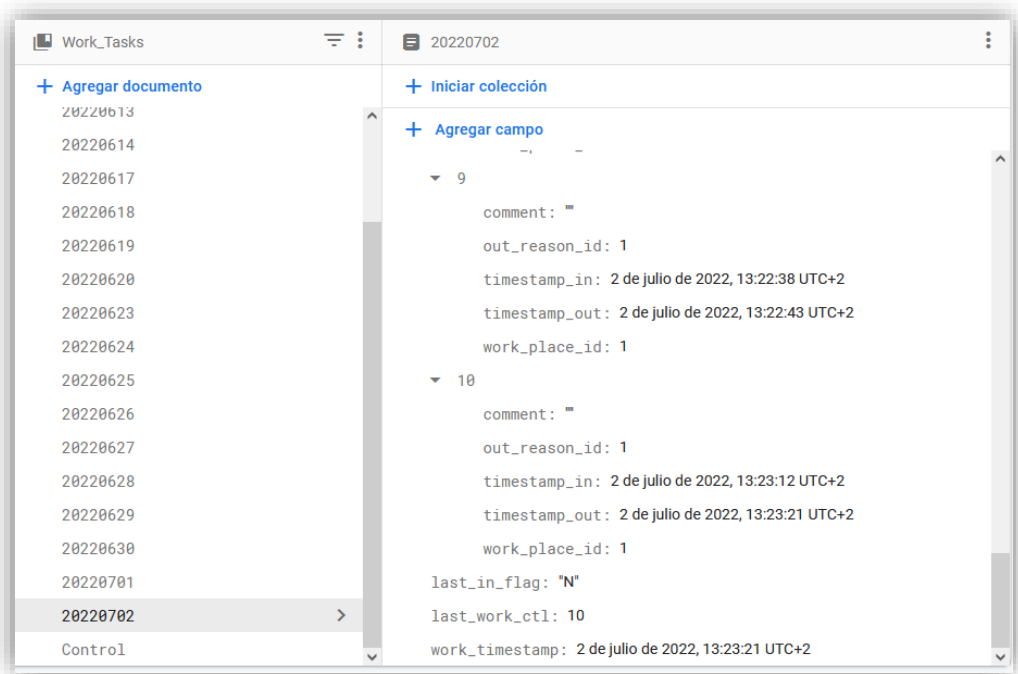 Work_Tasks
Agregar documento
20220613
20220614
20220617
20220618
20220619
20220620
20220623
20220624
20220625
20220626
20220627
20220628
20220629
20220630
20220701
20220702
Control
20220702
Iniciar colección
Agregar campo
9
comment: ""
out_reason_id: 1
timestamp_in: 2 de julio de 2022, 13:22:38 UTC+2
timestamp_out: 2 de julio de 2022, 13:22:43 UTC+2
work_place_id: 1
10
comment: ""
out_reason_id: 1
timestamp_in: 2 de julio de 2022, 13:23:12 UTC+2
timestamp_out: 2 de julio de 2022, 13:23:21 UTC+2
work_place_id: 1
last_in_flag: "N"
last_work_ctl: 10
work_timestamp: 2 de julio de 2022, 13:23:21 UTC+2